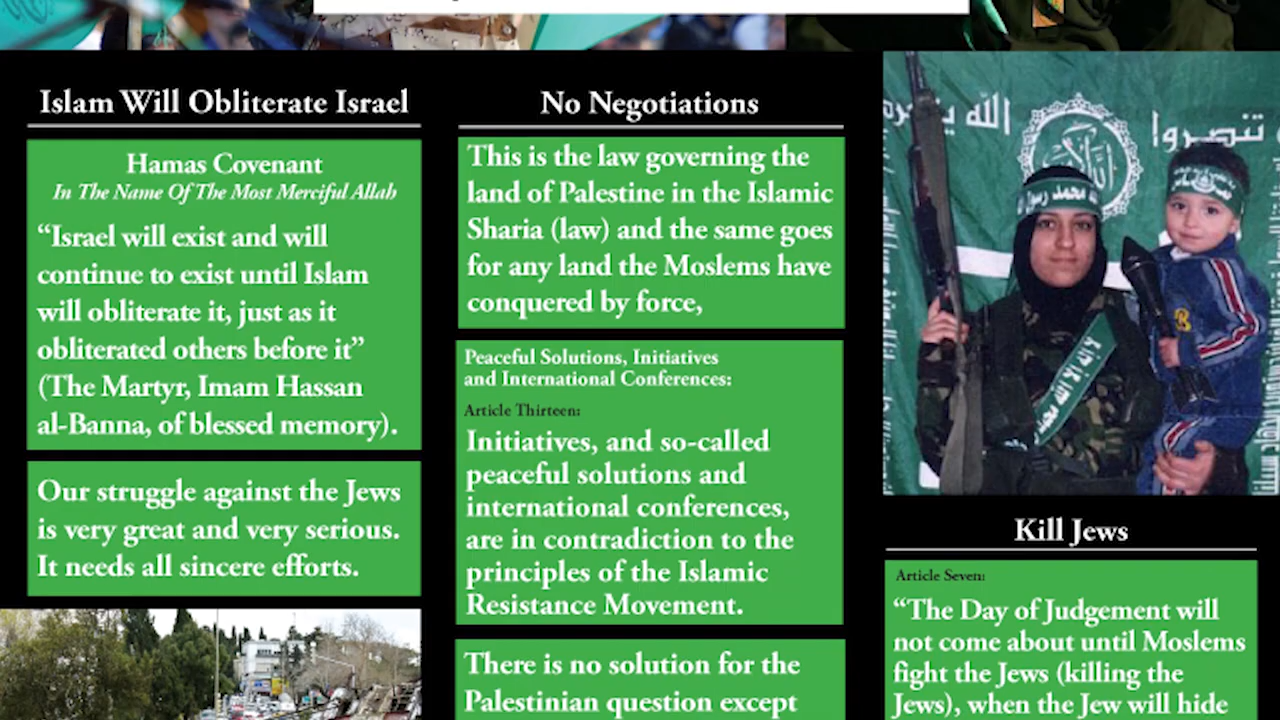 Islam Will Obliterate Israel
Hamas Covenant
In The Name Of The Most Merciful Allah
“Israel will exist and will
continue to exist until Islam
will obliterate it, just as it
obliterated others before it”
(The Martyr, Imam Hassan
al-Banna, of blessed memory).
Our struggle against the Jews
is very great and very serious.
It needs all sincere efforts.
No Negotiations
This is the law governing the
land of Palestine in the Islamic
Sharia (law) and the same goes
for any land the Moslems have
conquered by force,
Peaceful Solutions, Initiatives
and International Conferences:
Article Thirteen:
Initiatives, and so-called
peaceful solutions and
international conferences,
are in contradiction to the
principles of the Islamic
Resistance Movement.
There is no solution for the
Palestinian question except
الله
تنصروا
Kill Jews
Article Seven:
“The Day of Judgement will
not come about until Moslems
fight the Jews (killing the
Jews), when the Jew will hide